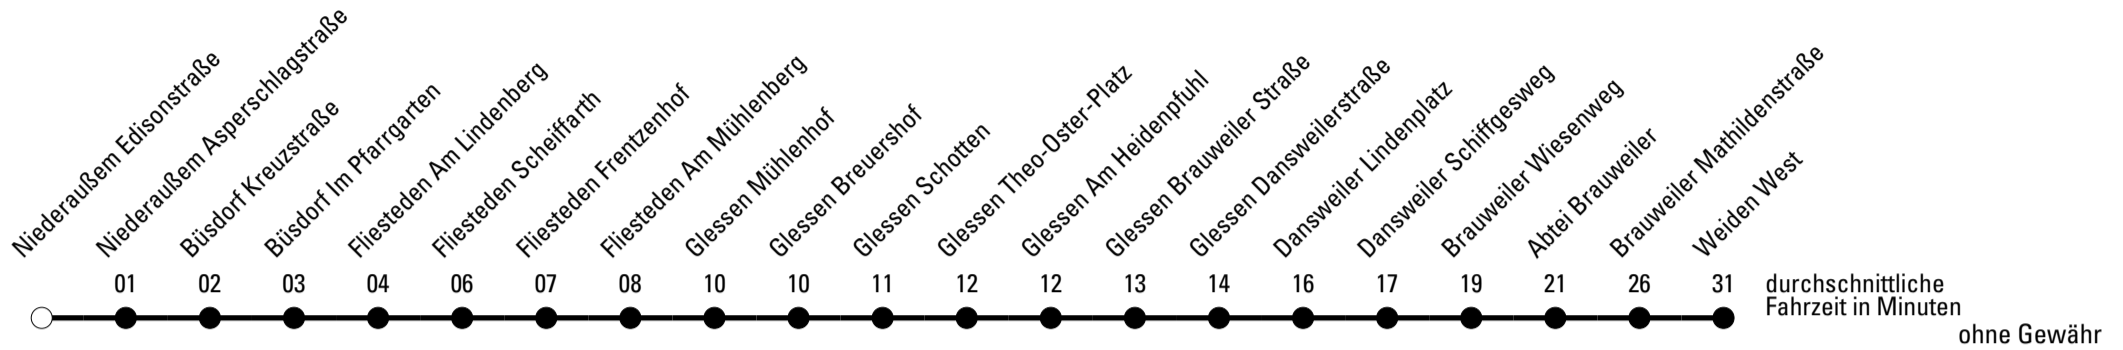 Niederaußem Edisonstraße
Niederaußem Asperschlagstraße
Büsdorf Kreuzstraße
Büsdorf Im Pfarrgarten
Fliesteden Am Lindenberg
Fliesteden Scheiffarth
Fliesteden Frentzenhof
Fliesteden Am Mühlenberg
Glessen Mühlenhof
Glessen Breuershof
Glessen Schotten
Glessen Theo-Oster-Platz
Glessen Am Heidenpfuhl
Glessen Brauweiler Straße
Glessen Dansweilerstraße
Dansweiler Lindenplatz
Dansweiler Schiffgesweg
Brauweiler Wiesenweg
Abtei Brauweiler
Brauweiler Mathildenstraße
Weiden West
01 02 03 04 06 07 08 10 10 11 12 12 13 14 16 17 19 21 26 31 durchschnittliche
Fahrzeit in Minuten
ohne Gewähr